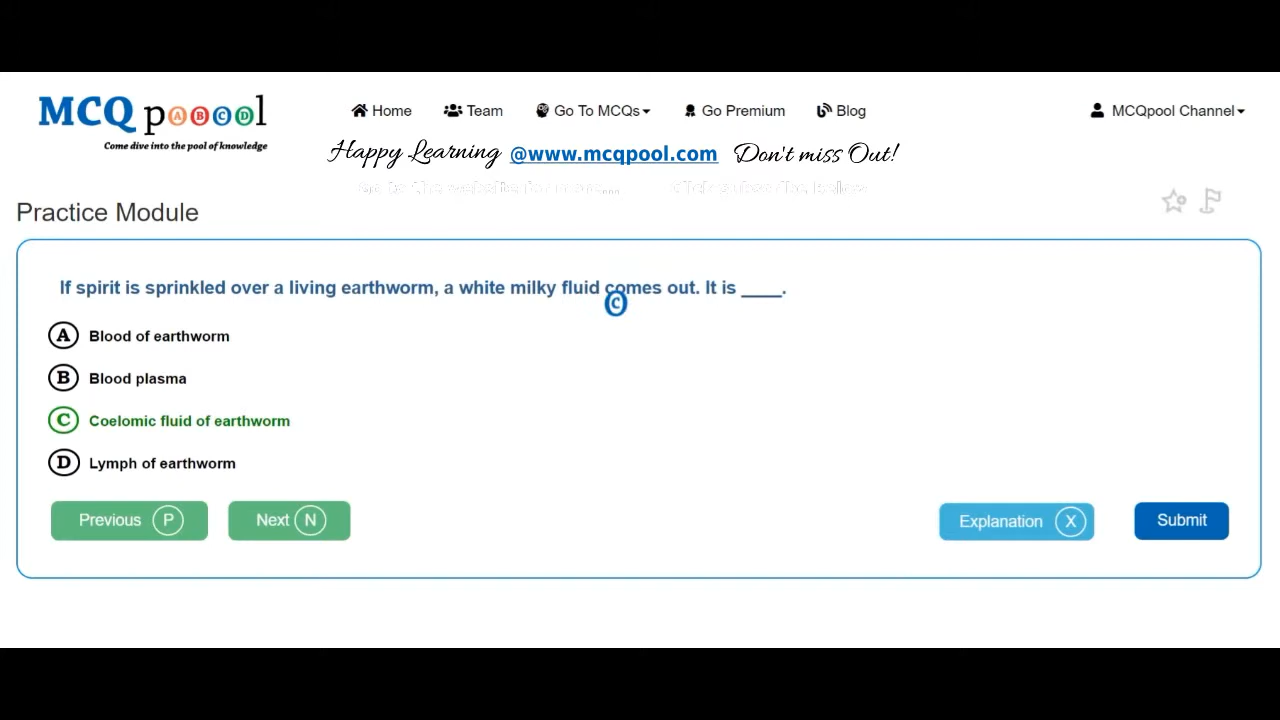 MCQ pABCDl
Come dive into the pool of knowledge
Home Team Go To MCQs Go Premium Blog MCQpool Channel
Happy Learning @www.mcqpool.com Don't miss Out!
Practice Module
If spirit is sprinkled over a living earthworm, a white milky fluid comes out. It is ____.
C
A Blood of earthworm
B Blood plasma
C Coelomic fluid of earthworm
D Lymph of earthworm
Previous P Next N Explanation X Submit